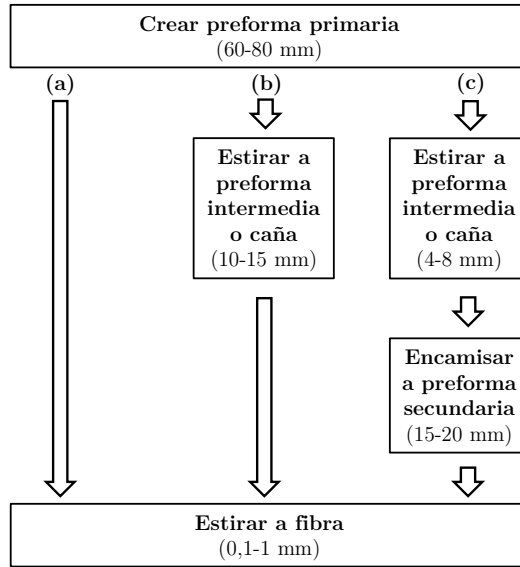 Crear preforma primaria
(60-80 mm)
(a)
(b)
(c)
Estirar a
preforma
intermedia
o caña
(10-15 mm)
Estirar a
preforma
intermedia
o caña
(4-8 mm)
Encamisar
a preforma
secundaria
(15-20 mm)
Estirar a fibra
(0,1-1 mm)